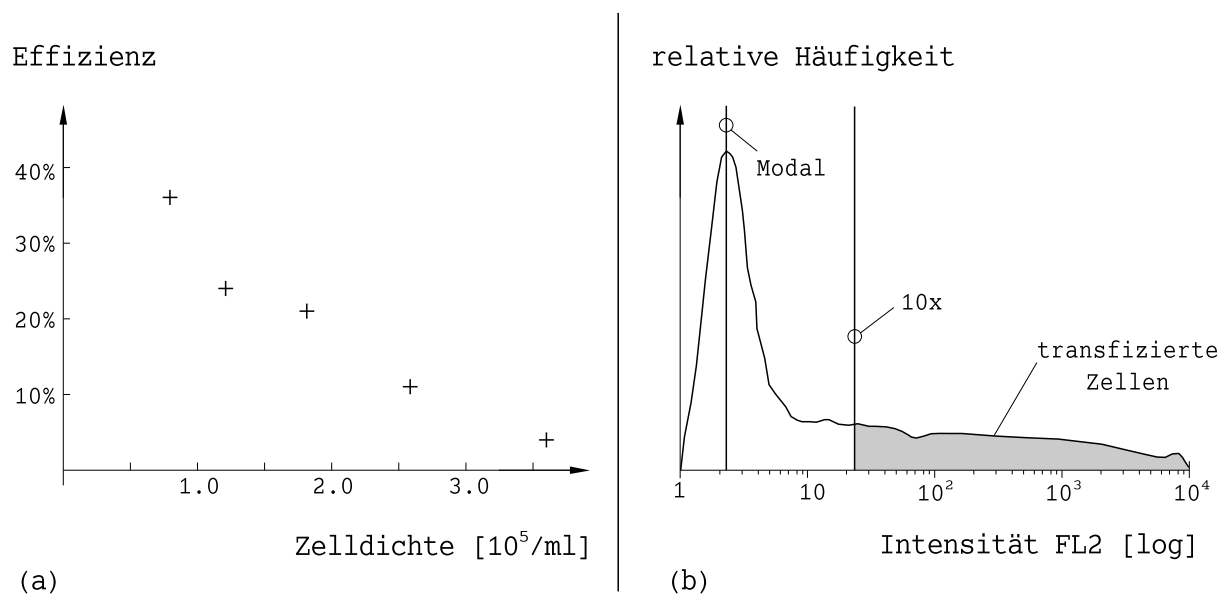 Effizienz
40%
30%
20%
10%
1.0 2.0 3.0
Zelldichte [10⁵/ml]
(a)
relative Häufigkeit
Modal
10x
transfizierte
Zellen
1 10 10² 10³ 10⁴
Intensität FL2 [log]
(b)